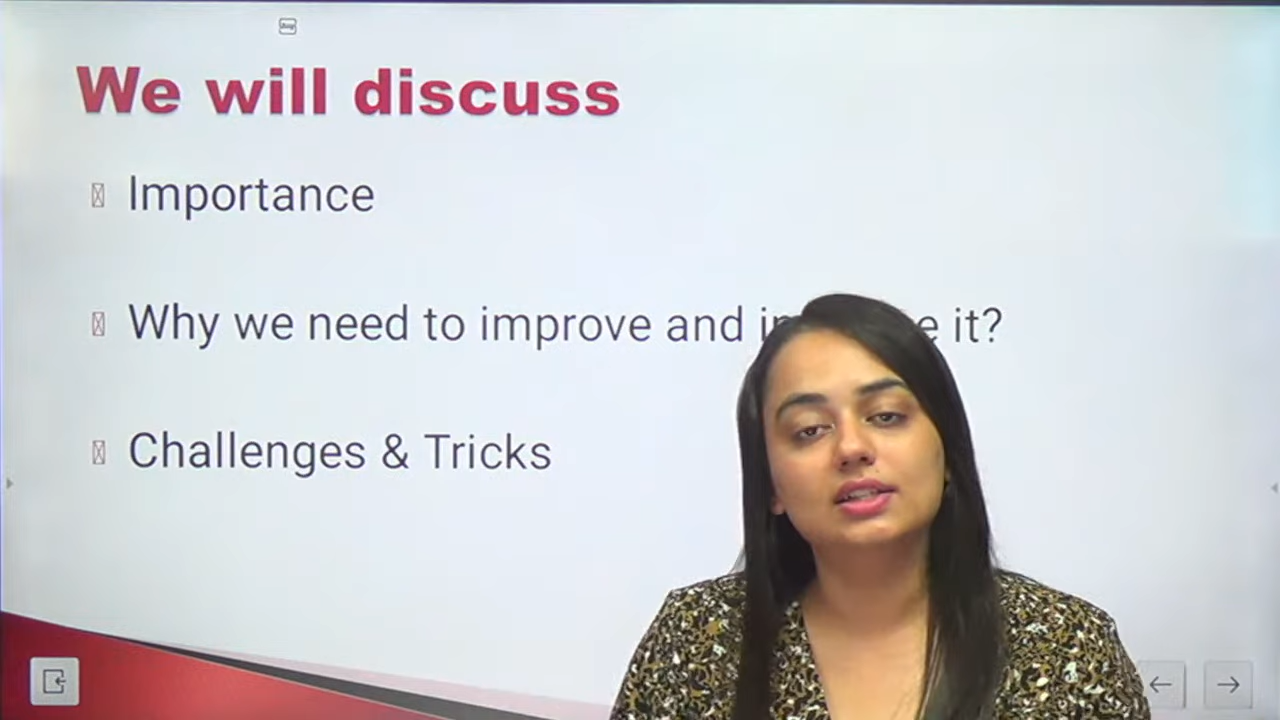 We will discuss
Importance
Why we need to improve and it?
Challenges & Tricks